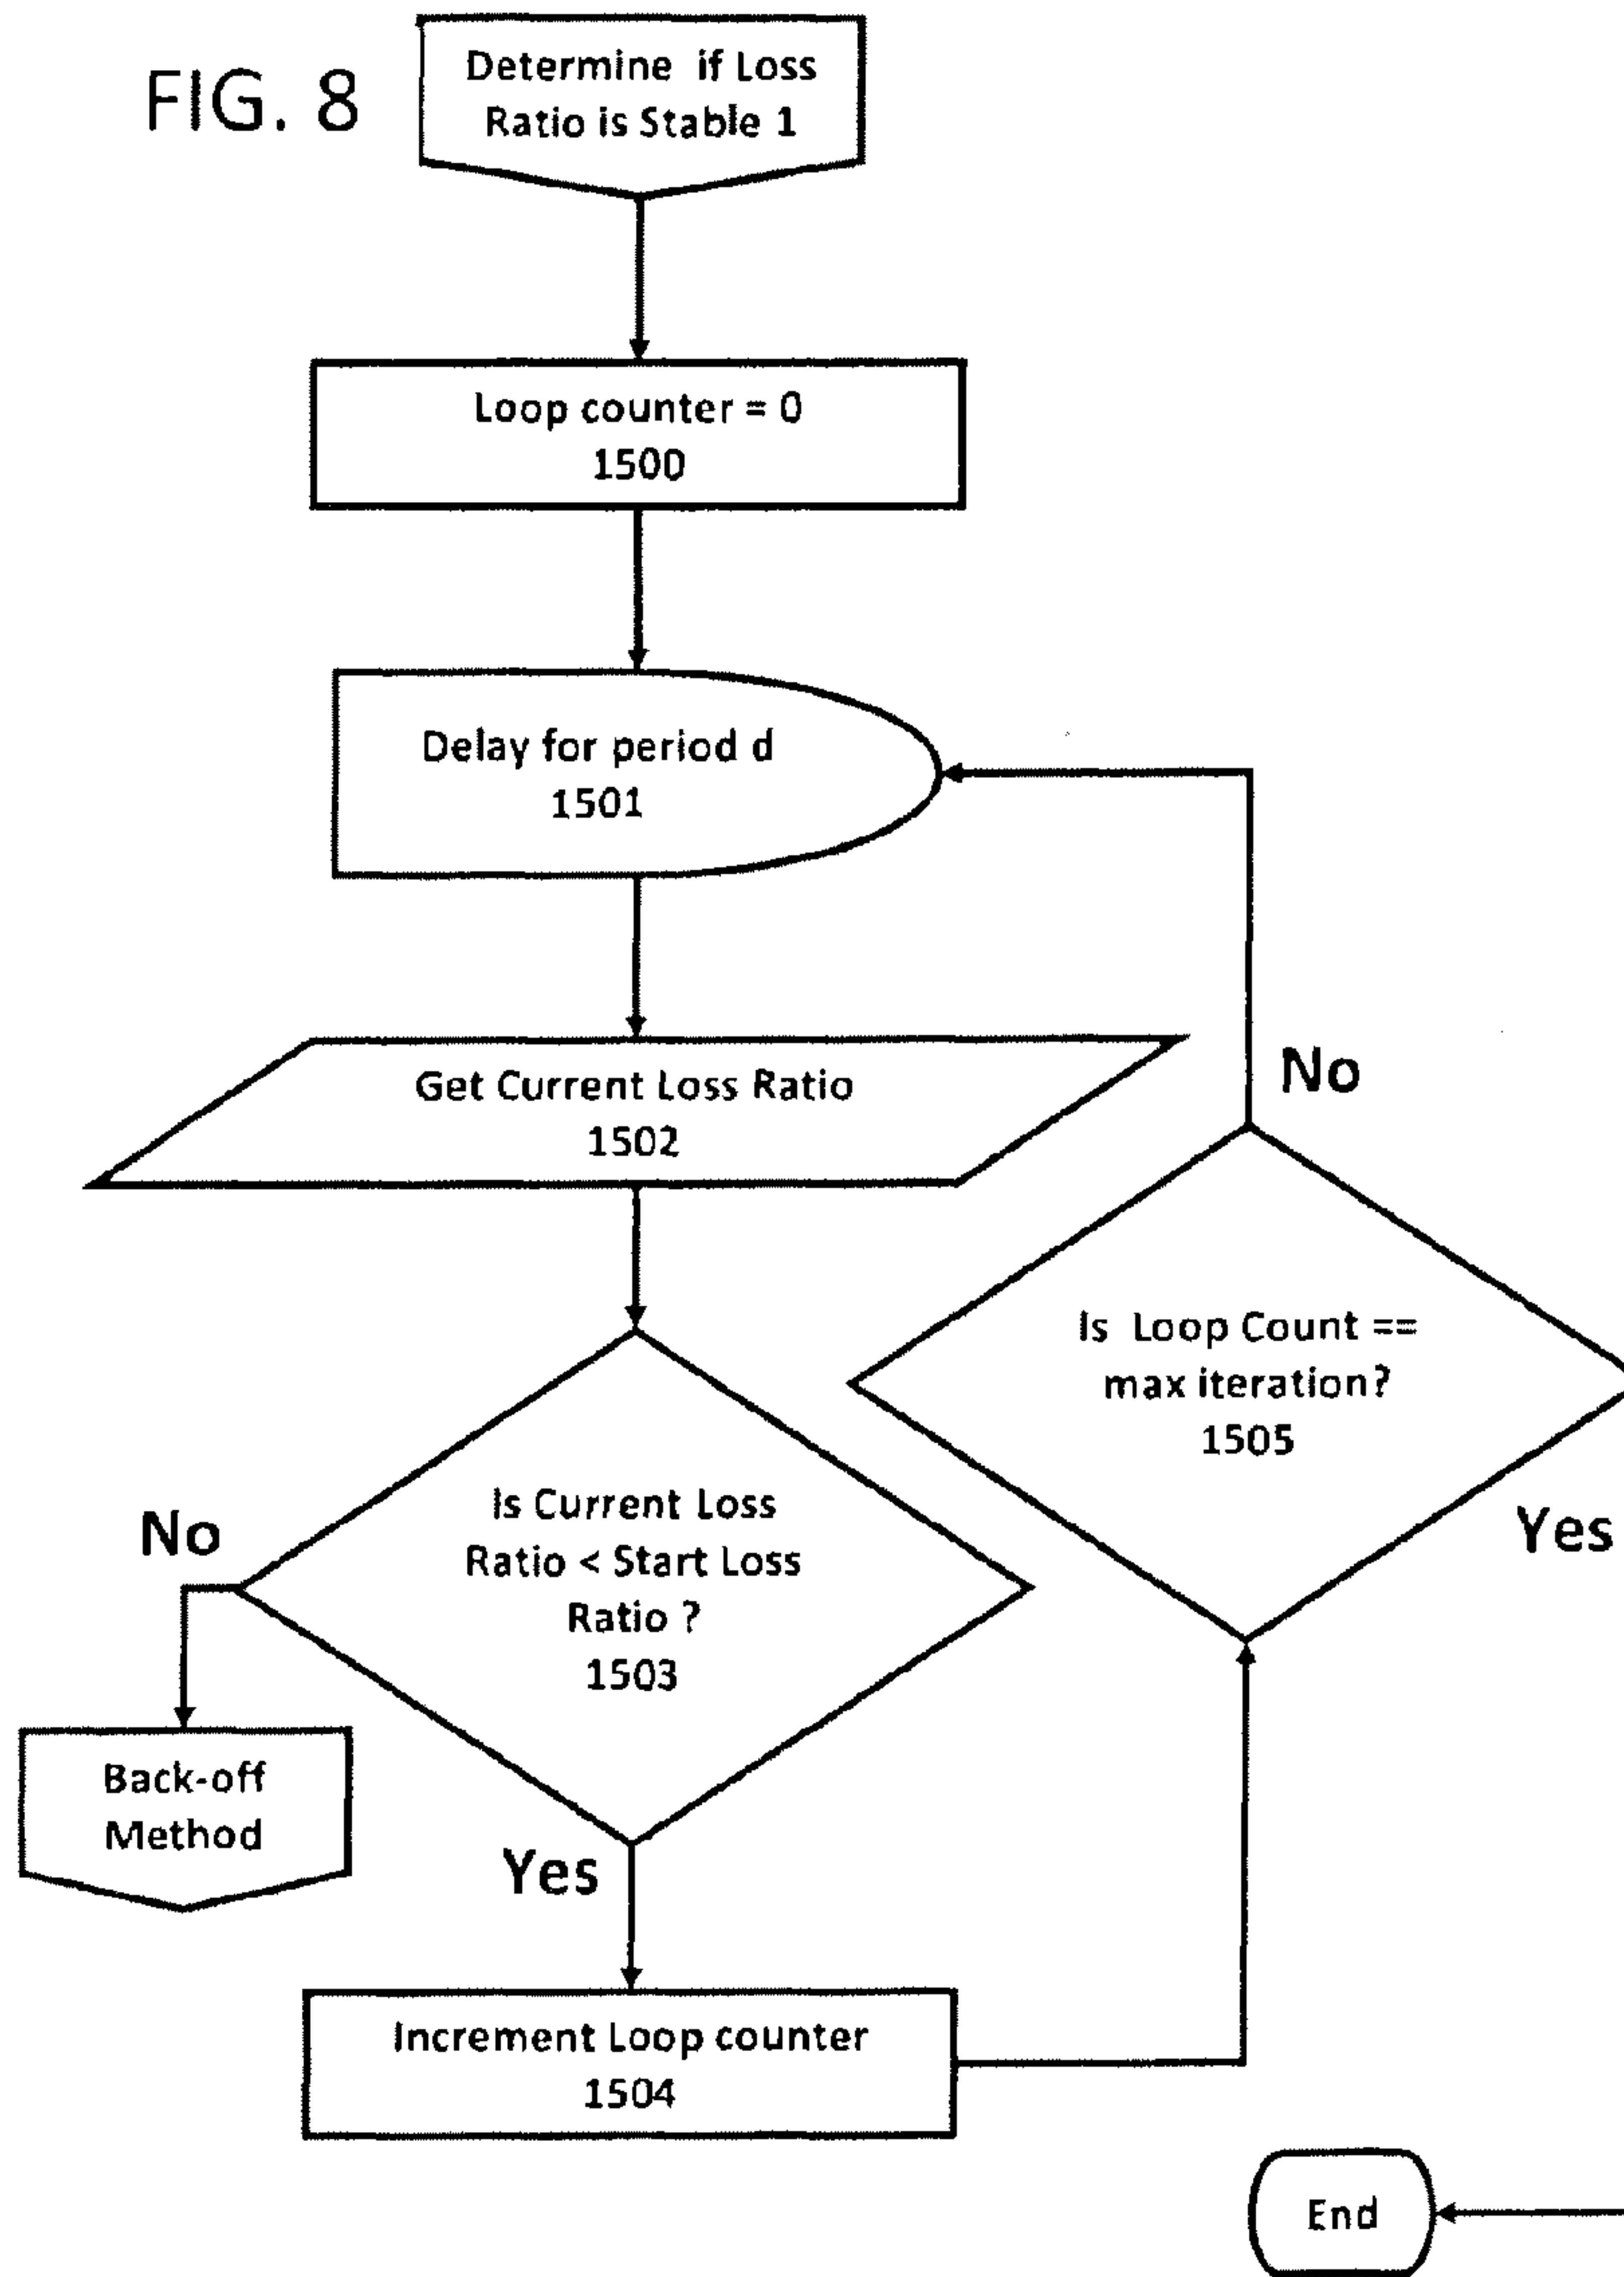 FIG. 8
Determine if Loss
Ratio is Stable 1
Loop counter = 0
1500
Delay for period d
1501
Get Current Loss Ratio
1502
No
Is Loop Count ==
max iteration?
1505
Yes
Is Current Loss
Ratio < Start Loss
Ratio ?
1503
No
Back-off
Method
Yes
Increment Loop counter
1504
End